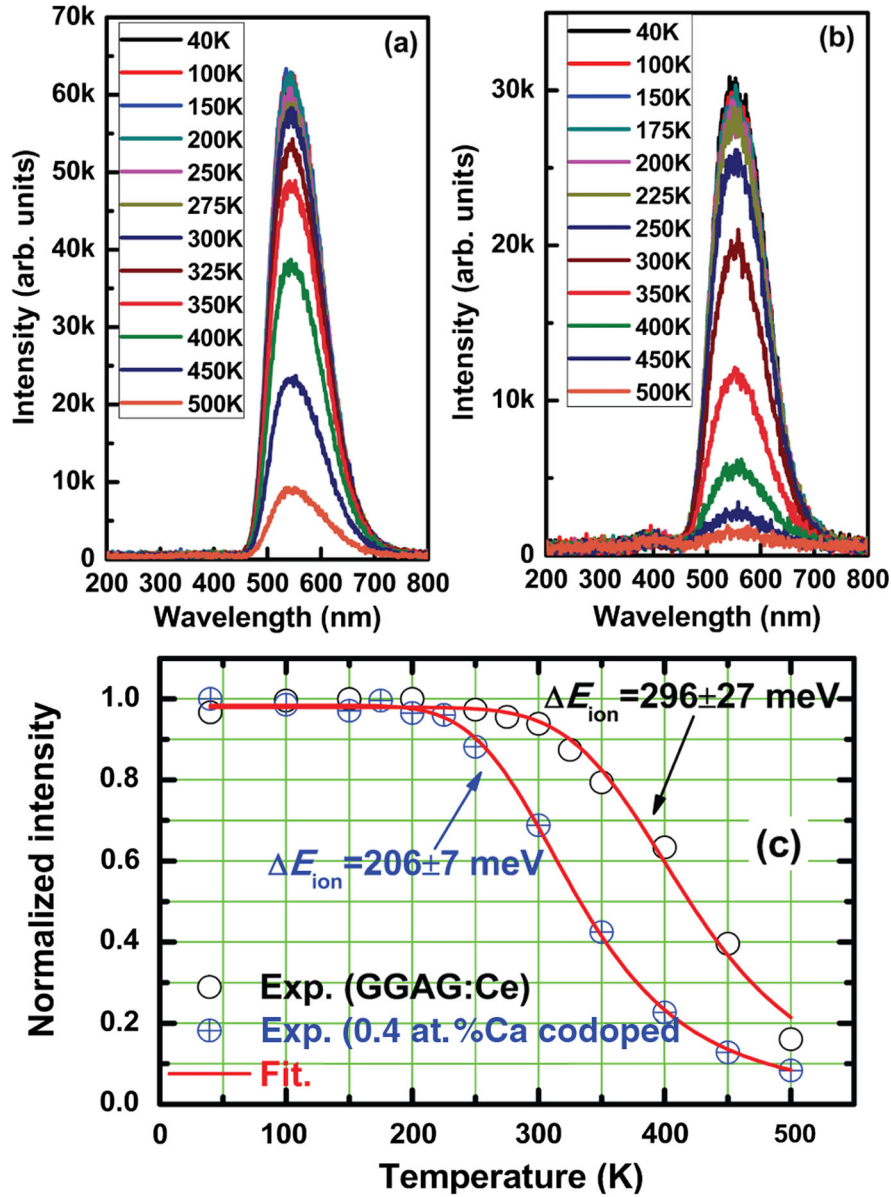 (a)
70k
60k
50k
40k
30k
20k
10k
0
Intensity (arb. units)
40K
100K
150K
200K
250K
275K
300K
325K
350K
400K
450K
500K
200 300 400 500 600 700 800
Wavelength (nm)
(b)
30k
20k
10k
0
Intensity (arb. units)
40K
100K
150K
175K
200K
225K
250K
300K
350K
400K
450K
500K
200 300 400 500 600 700 800
Wavelength (nm)
1.0
0.8
0.6
0.4
0.2
0.0
Normalized intensity
ΔE_ion=296±27 meV
(c)
ΔE_ion=206±7 meV
Exp. (GGAG:Ce)
Exp. (0.4 at.%Ca codoped
Fit.
0 100 200 300 400 500
Temperature (K)